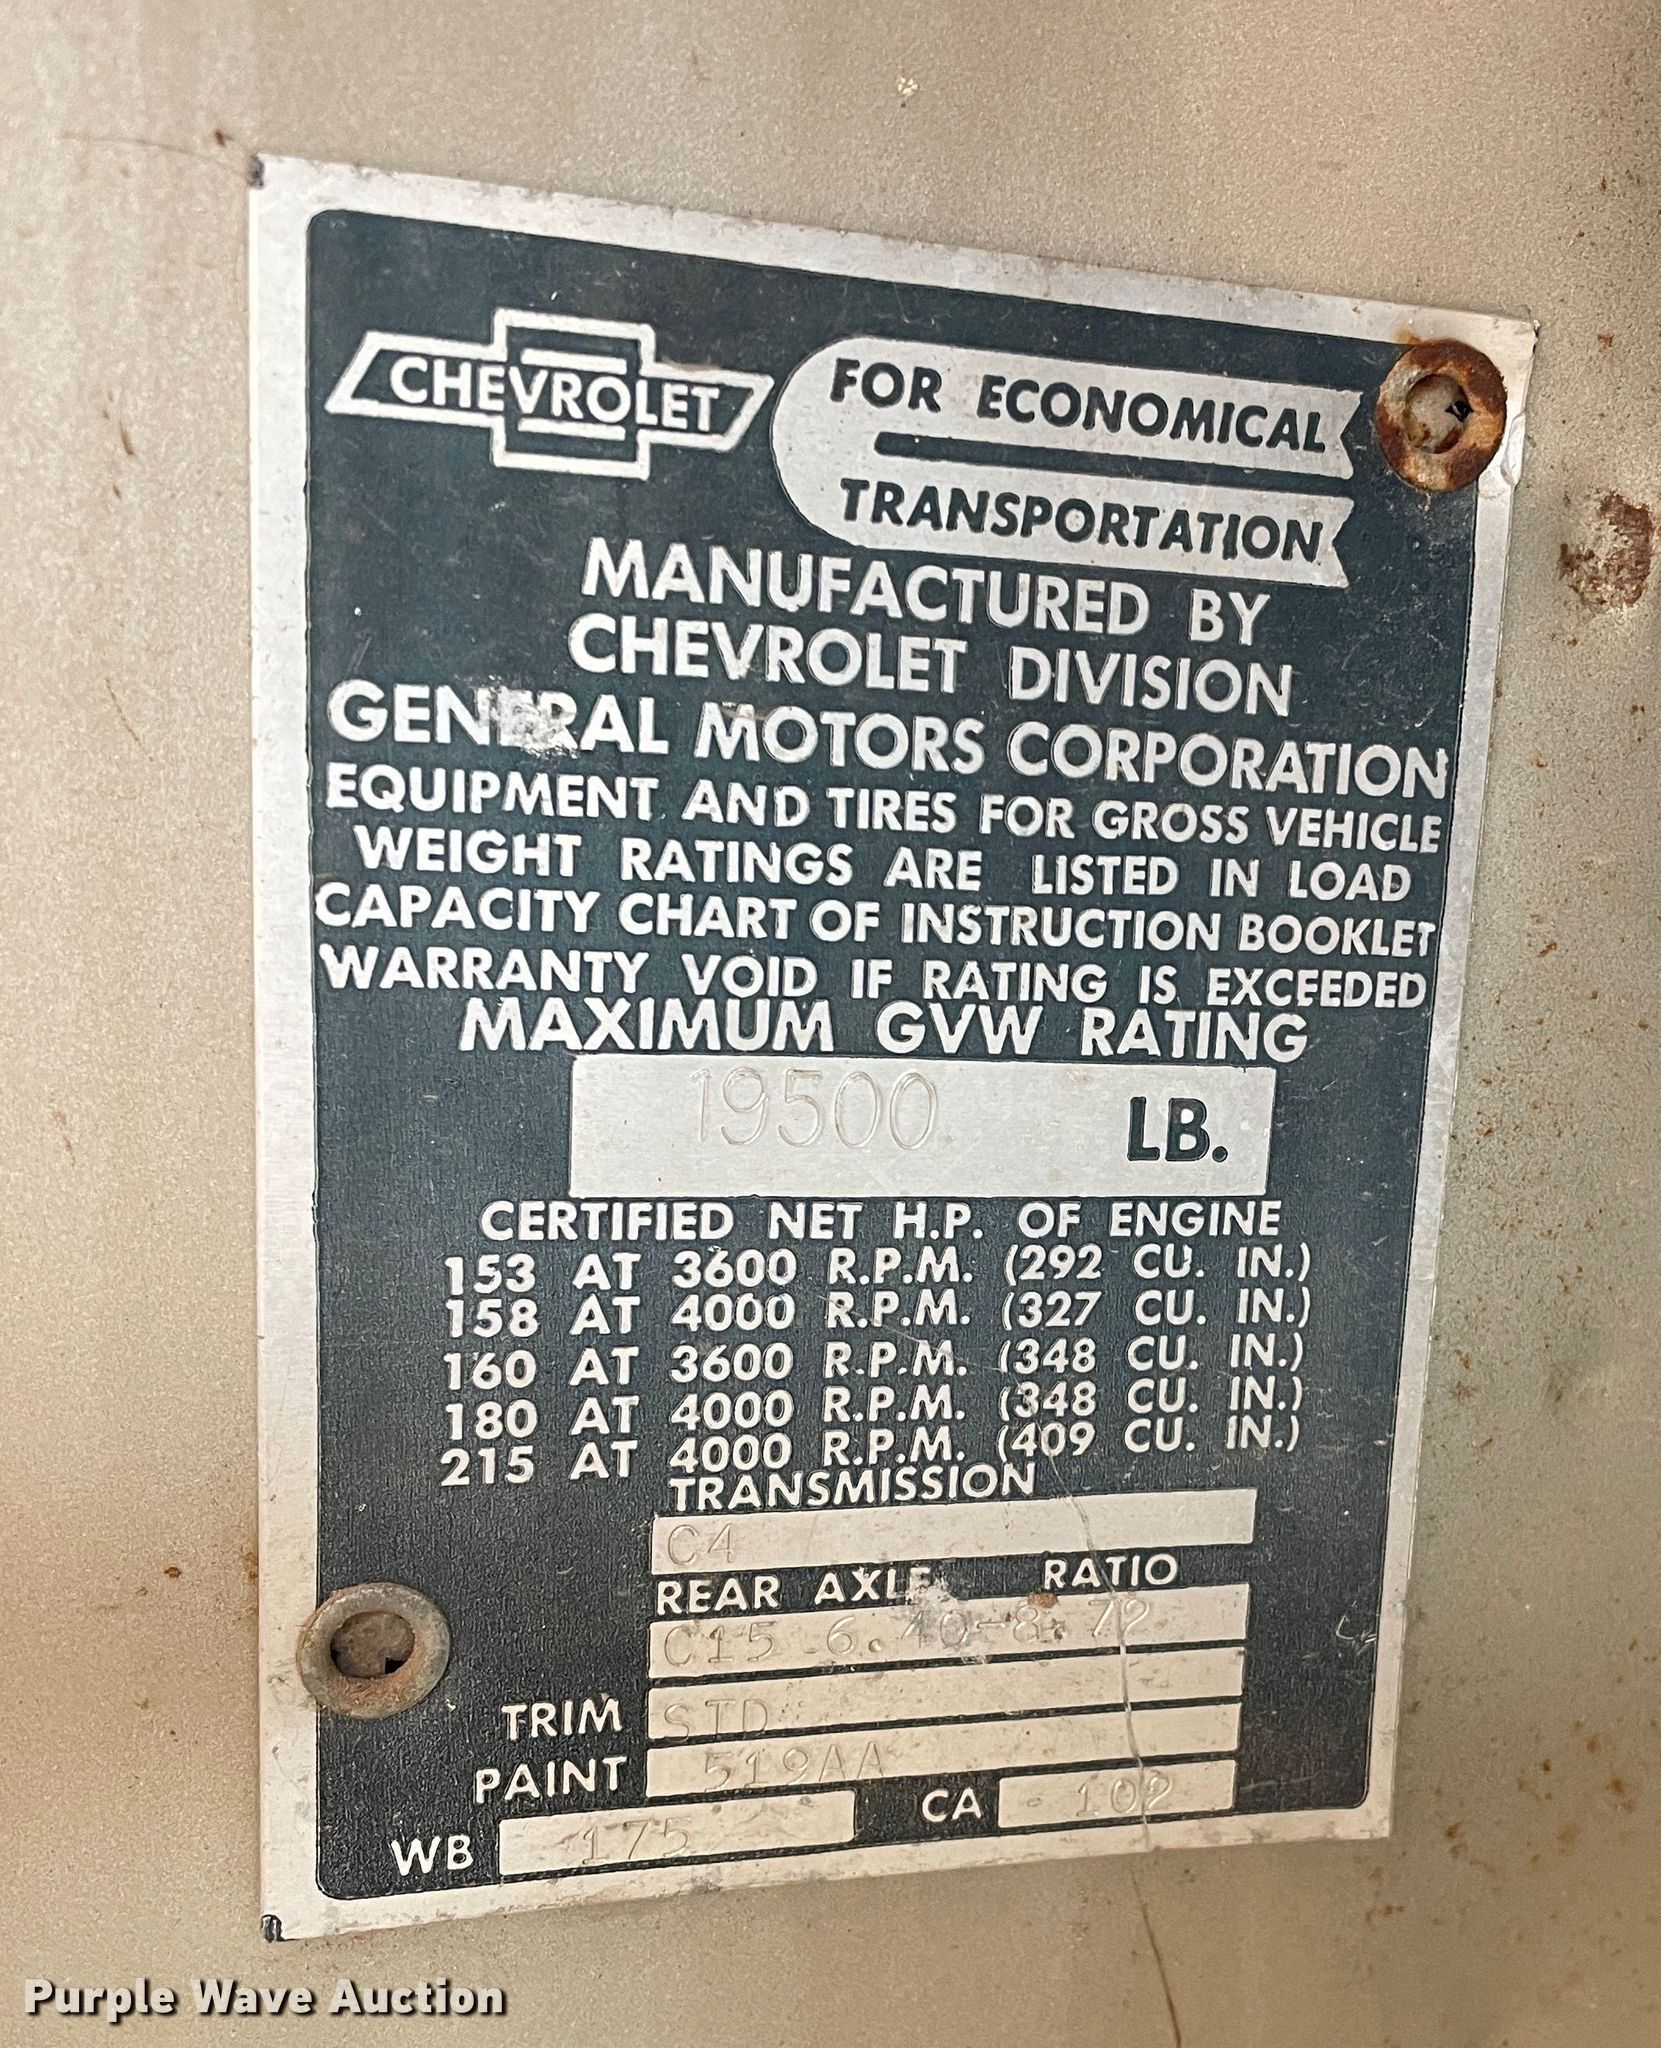 CHEVROLET
FOR ECONOMICAL
TRANSPORTATION
MANUFACTURED BY
CHEVROLET DIVISION
GENERAL MOTORS CORPORATION
EQUIPMENT AND TIRES FOR GROSS VEHICLE
WEIGHT RATINGS ARE LISTED IN LOAD
CAPACITY CHART OF INSTRUCTION BOOKLET
WARRANTY VOID IF RATING IS EXCEEDED
MAXIMUM GVW RATING
19500 LB.
CERTIFIED NET H.P. OF ENGINE
153 AT 3600 R.P.M. (292 CU. IN.)
158 AT 4000 R.P.M. (327 CU. IN.)
160 AT 3600 R.P.M. (348 CU. IN.)
180 AT 4000 R.P.M. (348 CU. IN.)
215 AT 4000 R.P.M. (409 CU. IN.)
TRANSMISSION
C4
REAR AXLE RATIO
C15 6.40-8.72
TRIM STD
PAINT 519AA
WB 175 CA 102
Purple Wave Auction